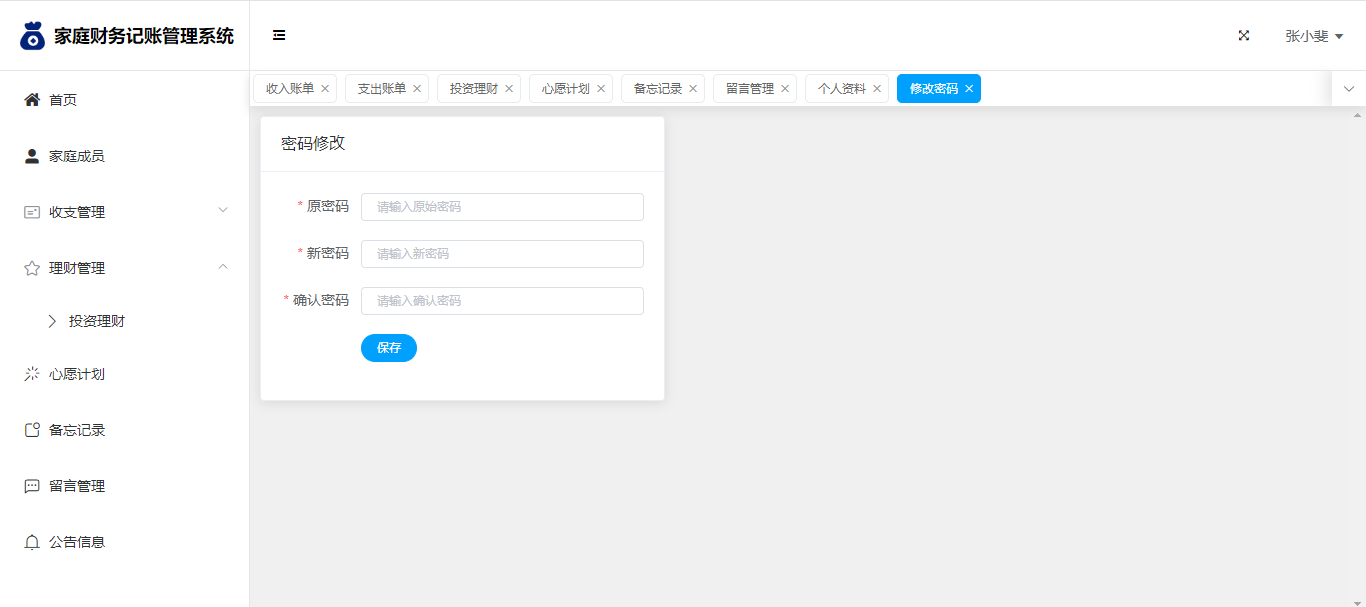 家庭财务记账管理系统
张小斐
收入账单
支出账单
投资理财
心愿计划
备忘记录
留言管理
个人资料
修改密码
首页
家庭成员
收支管理
理财管理
投资理财
心愿计划
备忘记录
留言管理
公告信息
密码修改
* 原密码 请输入原始密码
* 新密码 请输入新密码
* 确认密码 请输入确认密码
保存